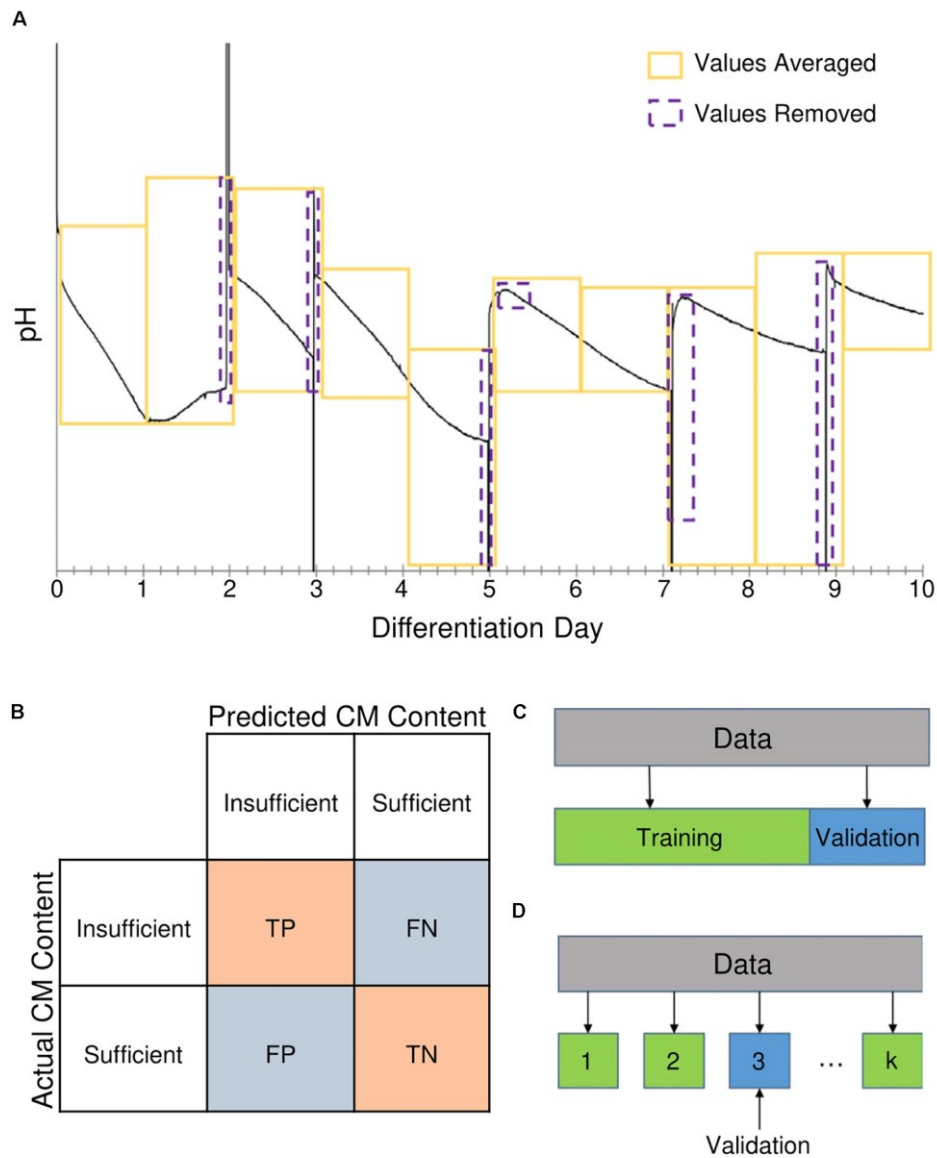 A
Values Averaged
Values Removed
pH
0 1 2 3 4 5 6 7 8 9 10
Differentiation Day
B
Predicted CM Content
Insufficient Sufficient
Actual CM Content
Insufficient TP FN
Sufficient FP TN
C
Data
Training Validation
D
Data
1 2 3 ... k
Validation